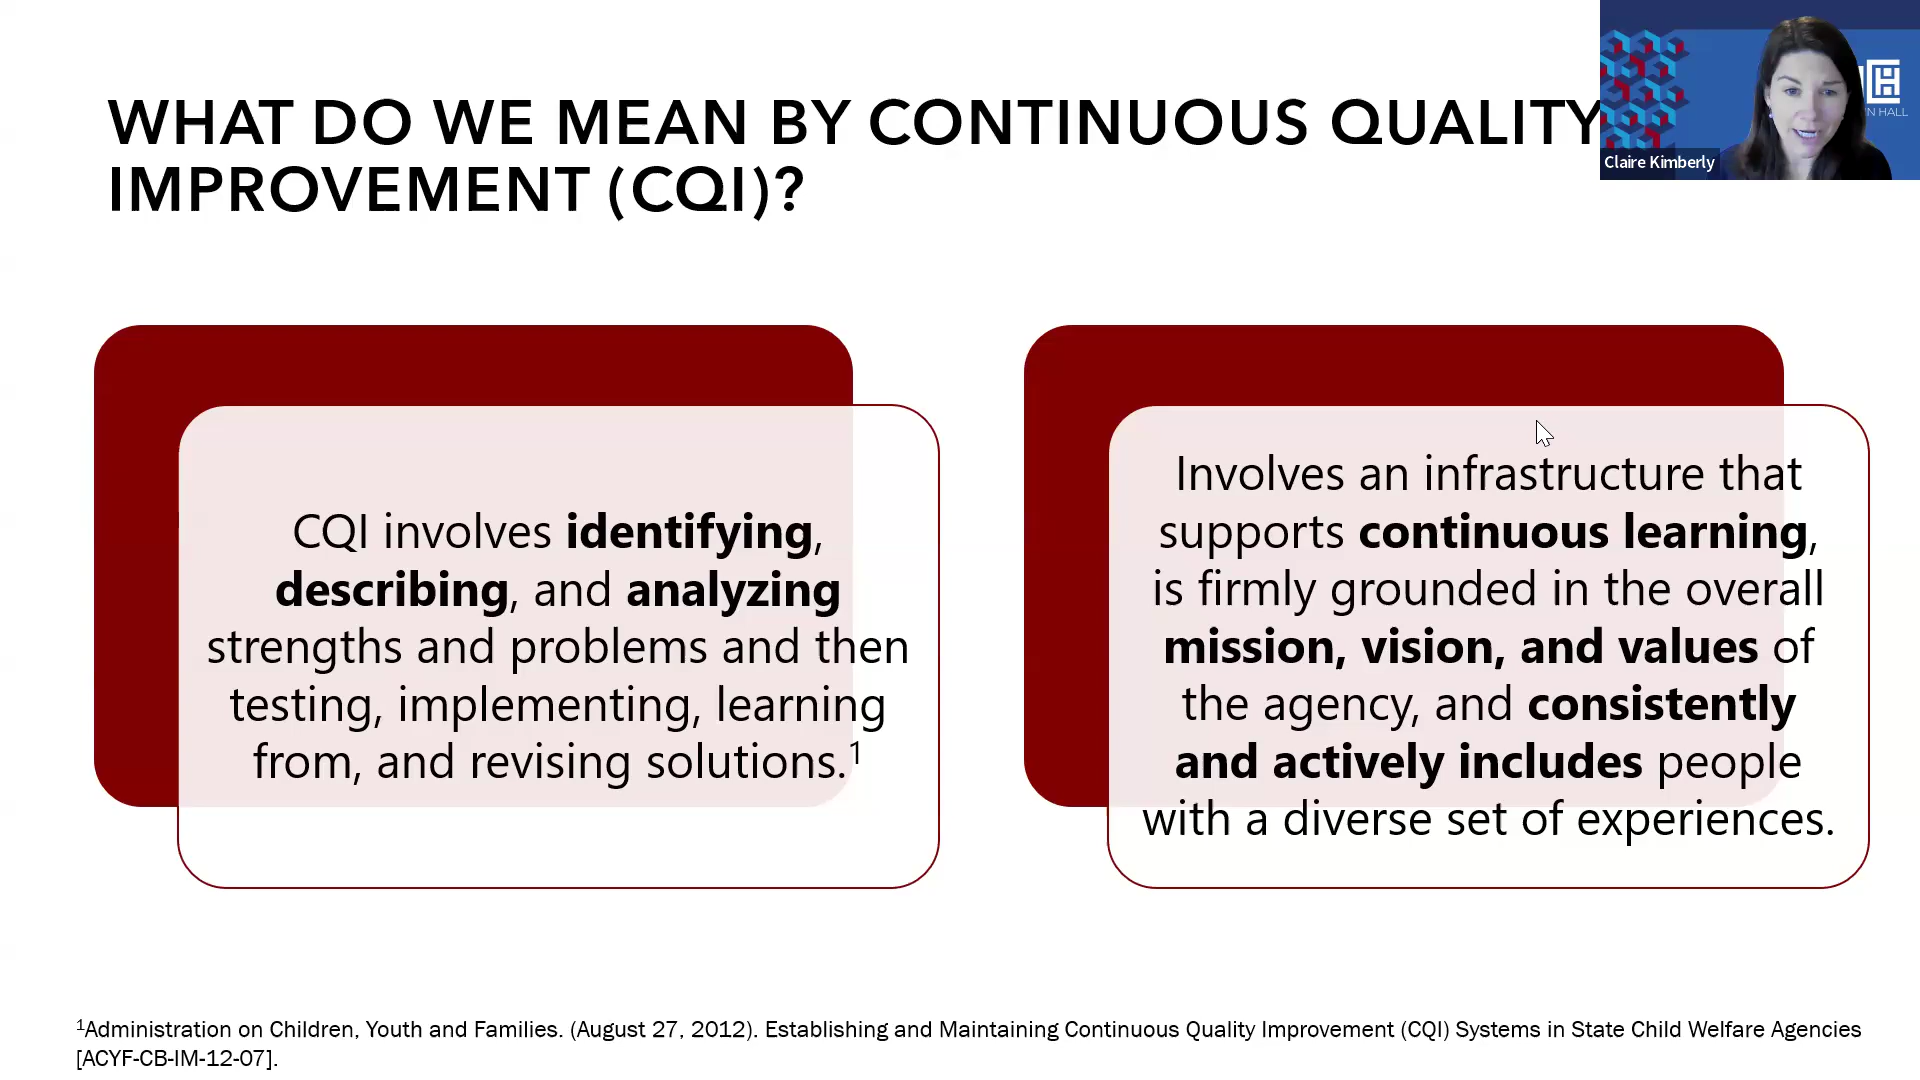 WHAT DO WE MEAN BY CONTINUOUS QUALITY
IMPROVEMENT (CQI)?
Claire Kimberly
N HALL
CQI involves identifying,
describing, and analyzing
strengths and problems and then
testing, implementing, learning
from, and revising solutions.¹
Involves an infrastructure that
supports continuous learning,
is firmly grounded in the overall
mission, vision, and values of
the agency, and consistently
and actively includes people
with a diverse set of experiences.
¹Administration on Children, Youth and Families. (August 27, 2012). Establishing and Maintaining Continuous Quality Improvement (CQI) Systems in State Child Welfare Agencies
[ACYF-CB-IM-12-07].